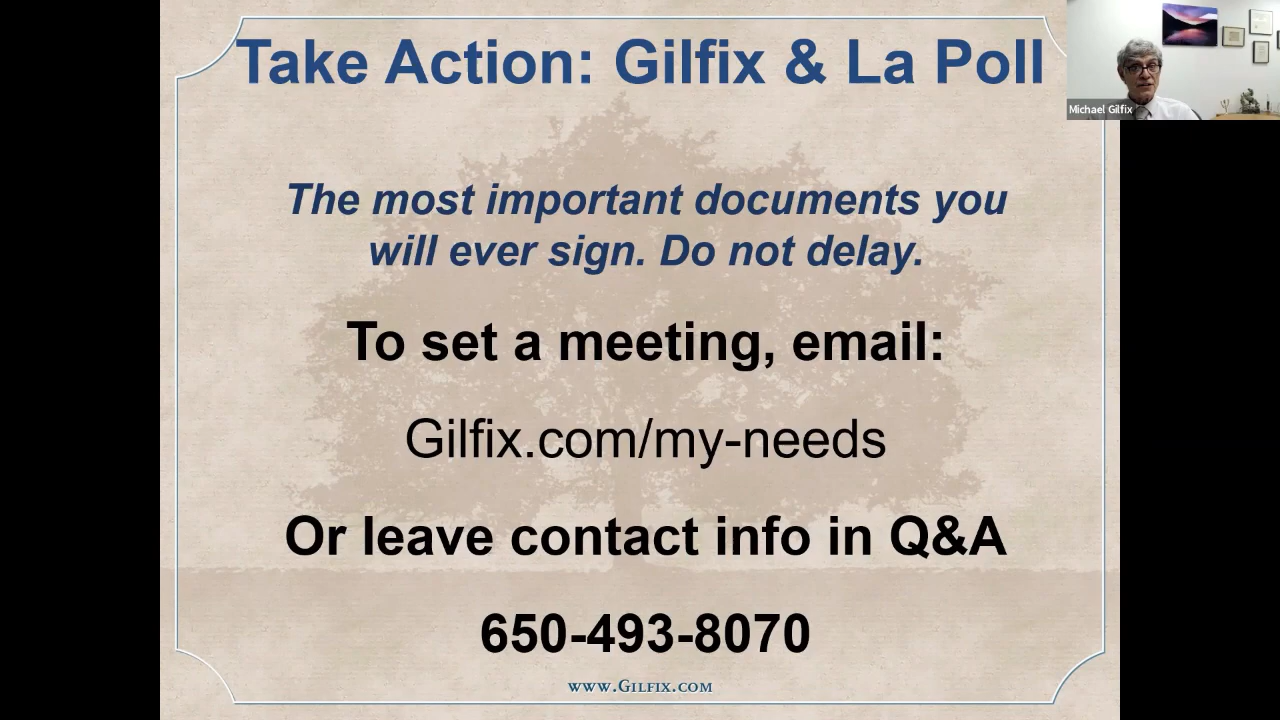 Take Action: Gilfix & La Poll
Michael Gilfix
The most important documents you
will ever sign. Do not delay.
To set a meeting, email:
Gilfix.com/my-needs
Or leave contact info in Q&A
650-493-8070
www.Gilfix.com